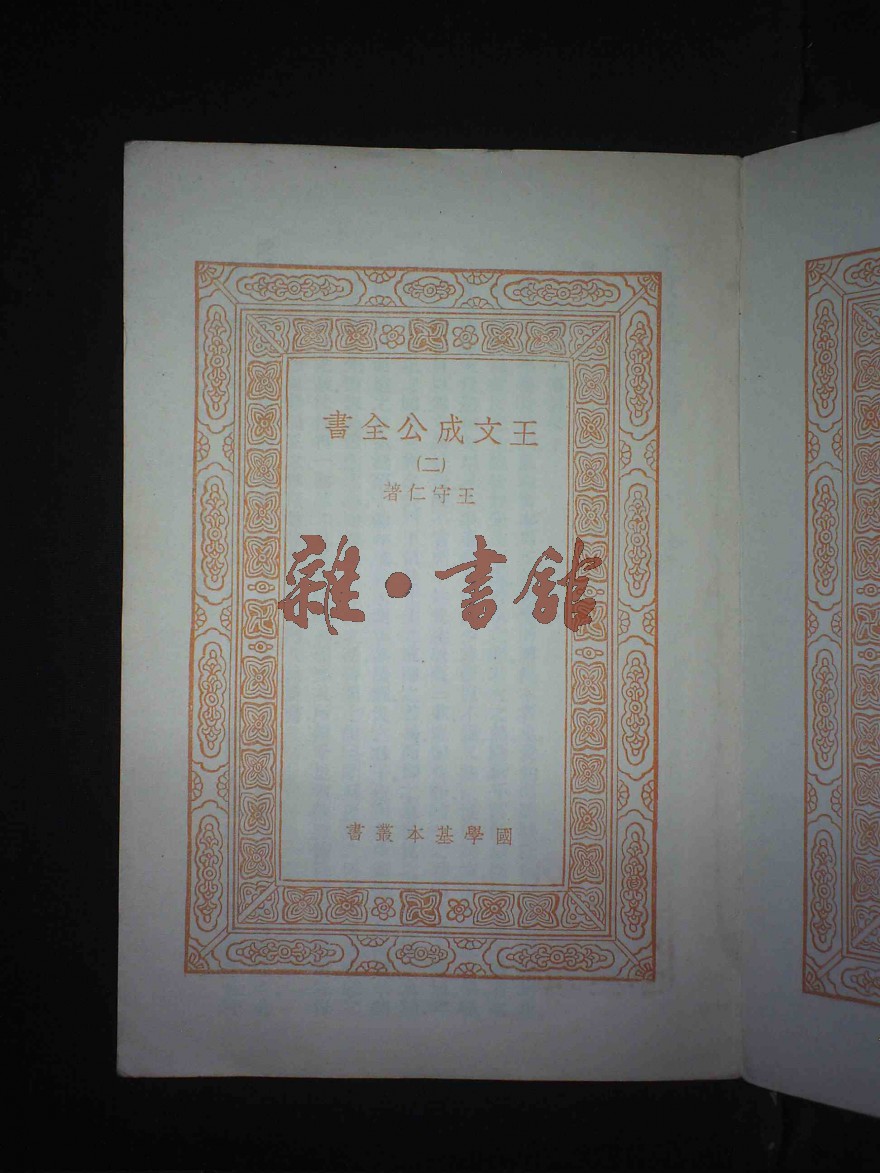 王文成公全書
(二)
王守仁著
雜·書館
國學基本叢書